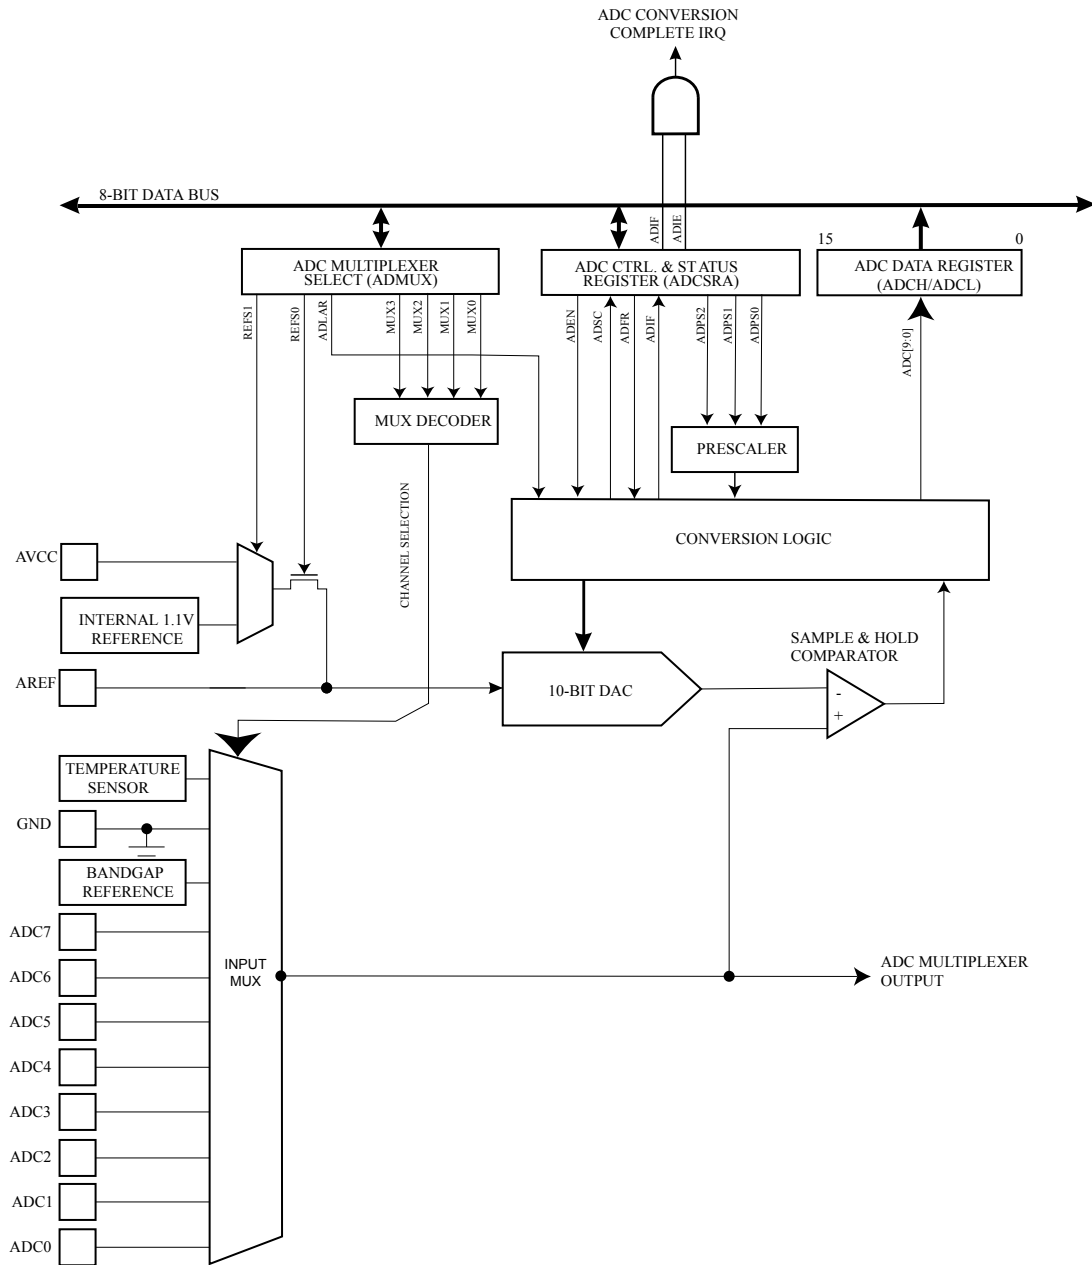 ADC CONVERSION
COMPLETE IRQ
8-BIT DATA BUS
ADIF
ADIE
15
0
ADC MULTIPLEXER
SELECT (ADMUX)
ADC CTRL. & STATUS
REGISTER (ADCSRA)
ADC DATA REGISTER
(ADCH/ADCL)
REFS1
REFS0
ADLAR
MUX3
MUX2
MUX1
MUX0
ADEN
ADSC
ADFR
ADIF
ADPS2
ADPS1
ADPS0
ADC[9:0]
MUX DECODER
PRESCALER
CHANNEL SELECTION
CONVERSION LOGIC
AVCC
INTERNAL 1.1V
REFERENCE
SAMPLE & HOLD
COMPARATOR
AREF
10-BIT DAC
-
+
TEMPERATURE
SENSOR
GND
BANDGAP
REFERENCE
ADC7
ADC6
INPUT
MUX
ADC MULTIPLEXER
OUTPUT
ADC5
ADC4
ADC3
ADC2
ADC1
ADC0